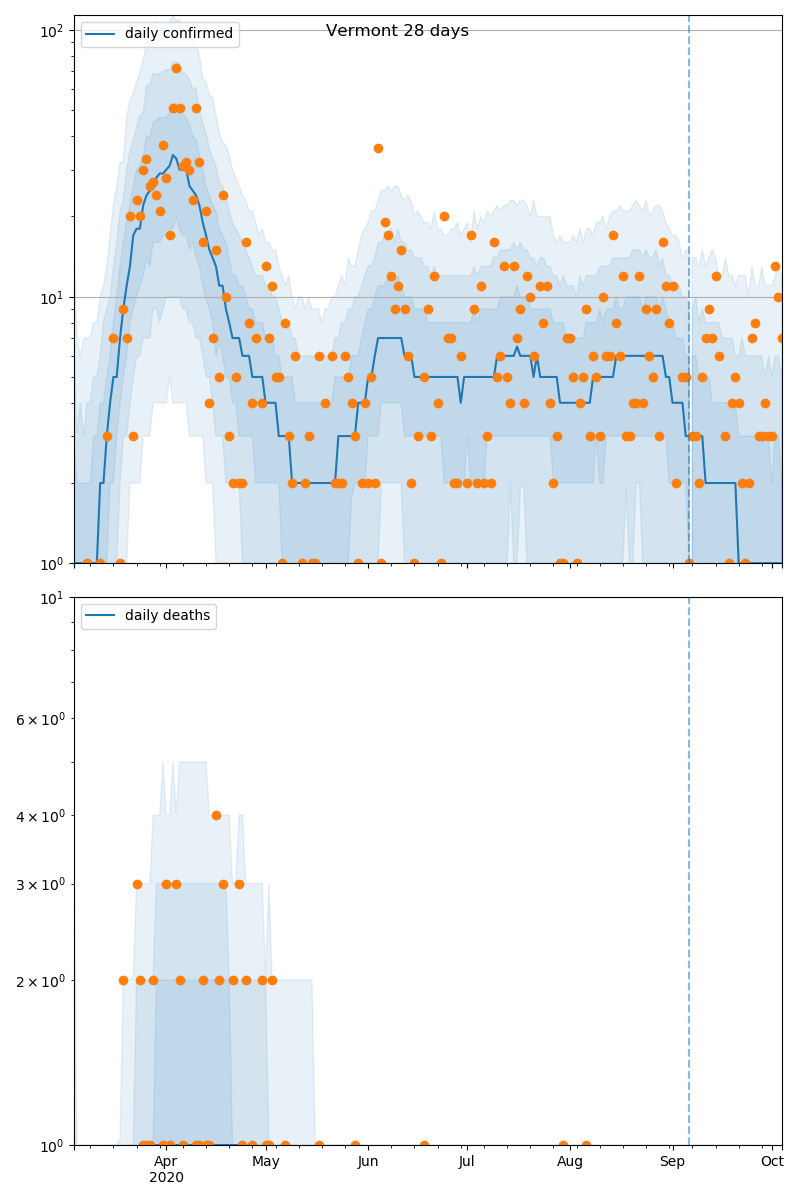 Vermont 28 days
daily confirmed
10²
10¹
10⁰
daily deaths
10¹
6 × 10⁰
4 × 10⁰
3 × 10⁰
2 × 10⁰
10⁰
Apr May Jun Jul Aug Sep Oct
2020